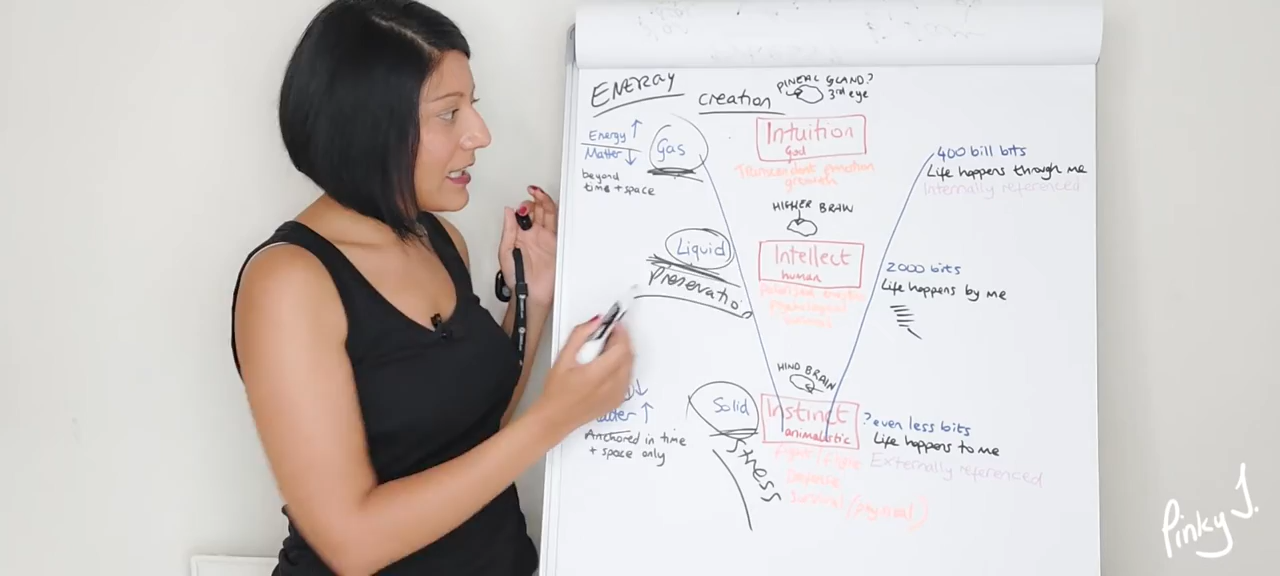 ENERGY
creation
PINEAL GLAND?
3rd eye
Energy ↑
Matter ↓
beyond
time + space
Gas
Intuition
God
Transcendent
growth
400 bill bits
Life happens through me
Internally referenced
HIGHER BRAIN
Liquid
Preservation
Intellect
human
2000 bits
Life happens by me
HIND BRAIN
Solid
Stress
Instinct
animalistic
fight/flight
Defense
Survival (physical)
↓
↑
Anchored in time
+ space only
? even less bits
Life happens to me
Externally referenced
Pinky J.